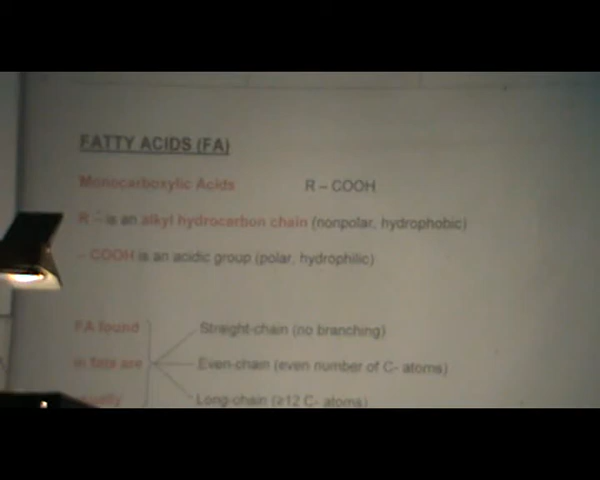 FATTY ACIDS (FA)
Monocarboxylic Acids R – COOH
R – is an alkyl hydrocarbon chain (nonpolar, hydrophobic)
– COOH is an acidic group (polar, hydrophilic)
FA found Straight-chain (no branching)
in fats are Even-chain (even number of C- atoms)
usually Long-chain (≥12 C- atoms)